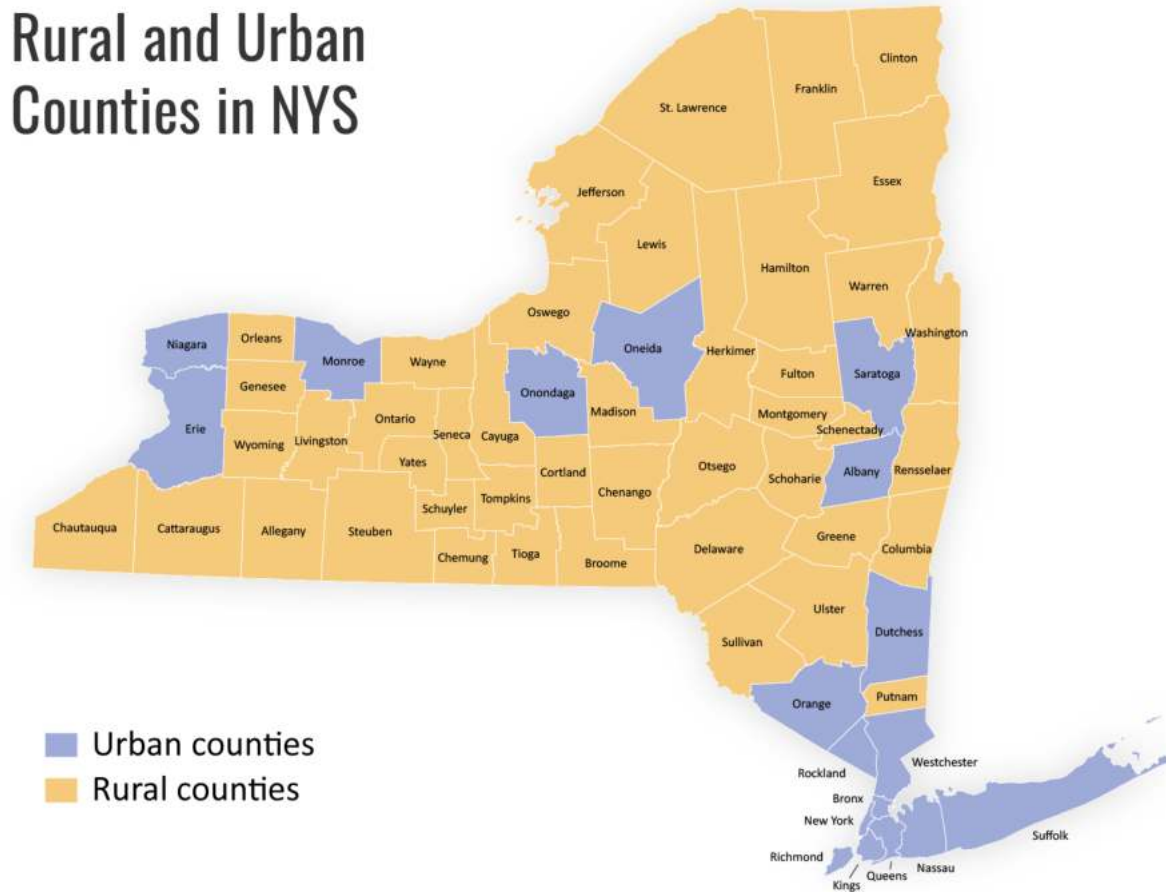 Rural and Urban
Counties in NYS
Clinton
Franklin
St. Lawrence
Essex
Jefferson
Lewis
Hamilton
Warren
Oswego
Washington
Orleans
Niagara
Oneida
Herkimer
Monroe
Wayne
Fulton
Saratoga
Genesee
Onondaga
Madison
Montgomery
Ontario
Erie
Schenectady
Seneca
Cayuga
Livingston
Wyoming
Yates
Otsego
Rensselaer
Cortland
Albany
Schoharie
Chenango
Tompkins
Schuyler
Chautauqua
Cattaraugus
Allegany
Steuben
Greene
Columbia
Delaware
Tioga
Chemung
Broome
Ulster
Dutchess
Sullivan
Putnam
Orange
Urban counties
Rural counties
Westchester
Rockland
Bronx
New York
Suffolk
Richmond
Nassau
Queens
Kings